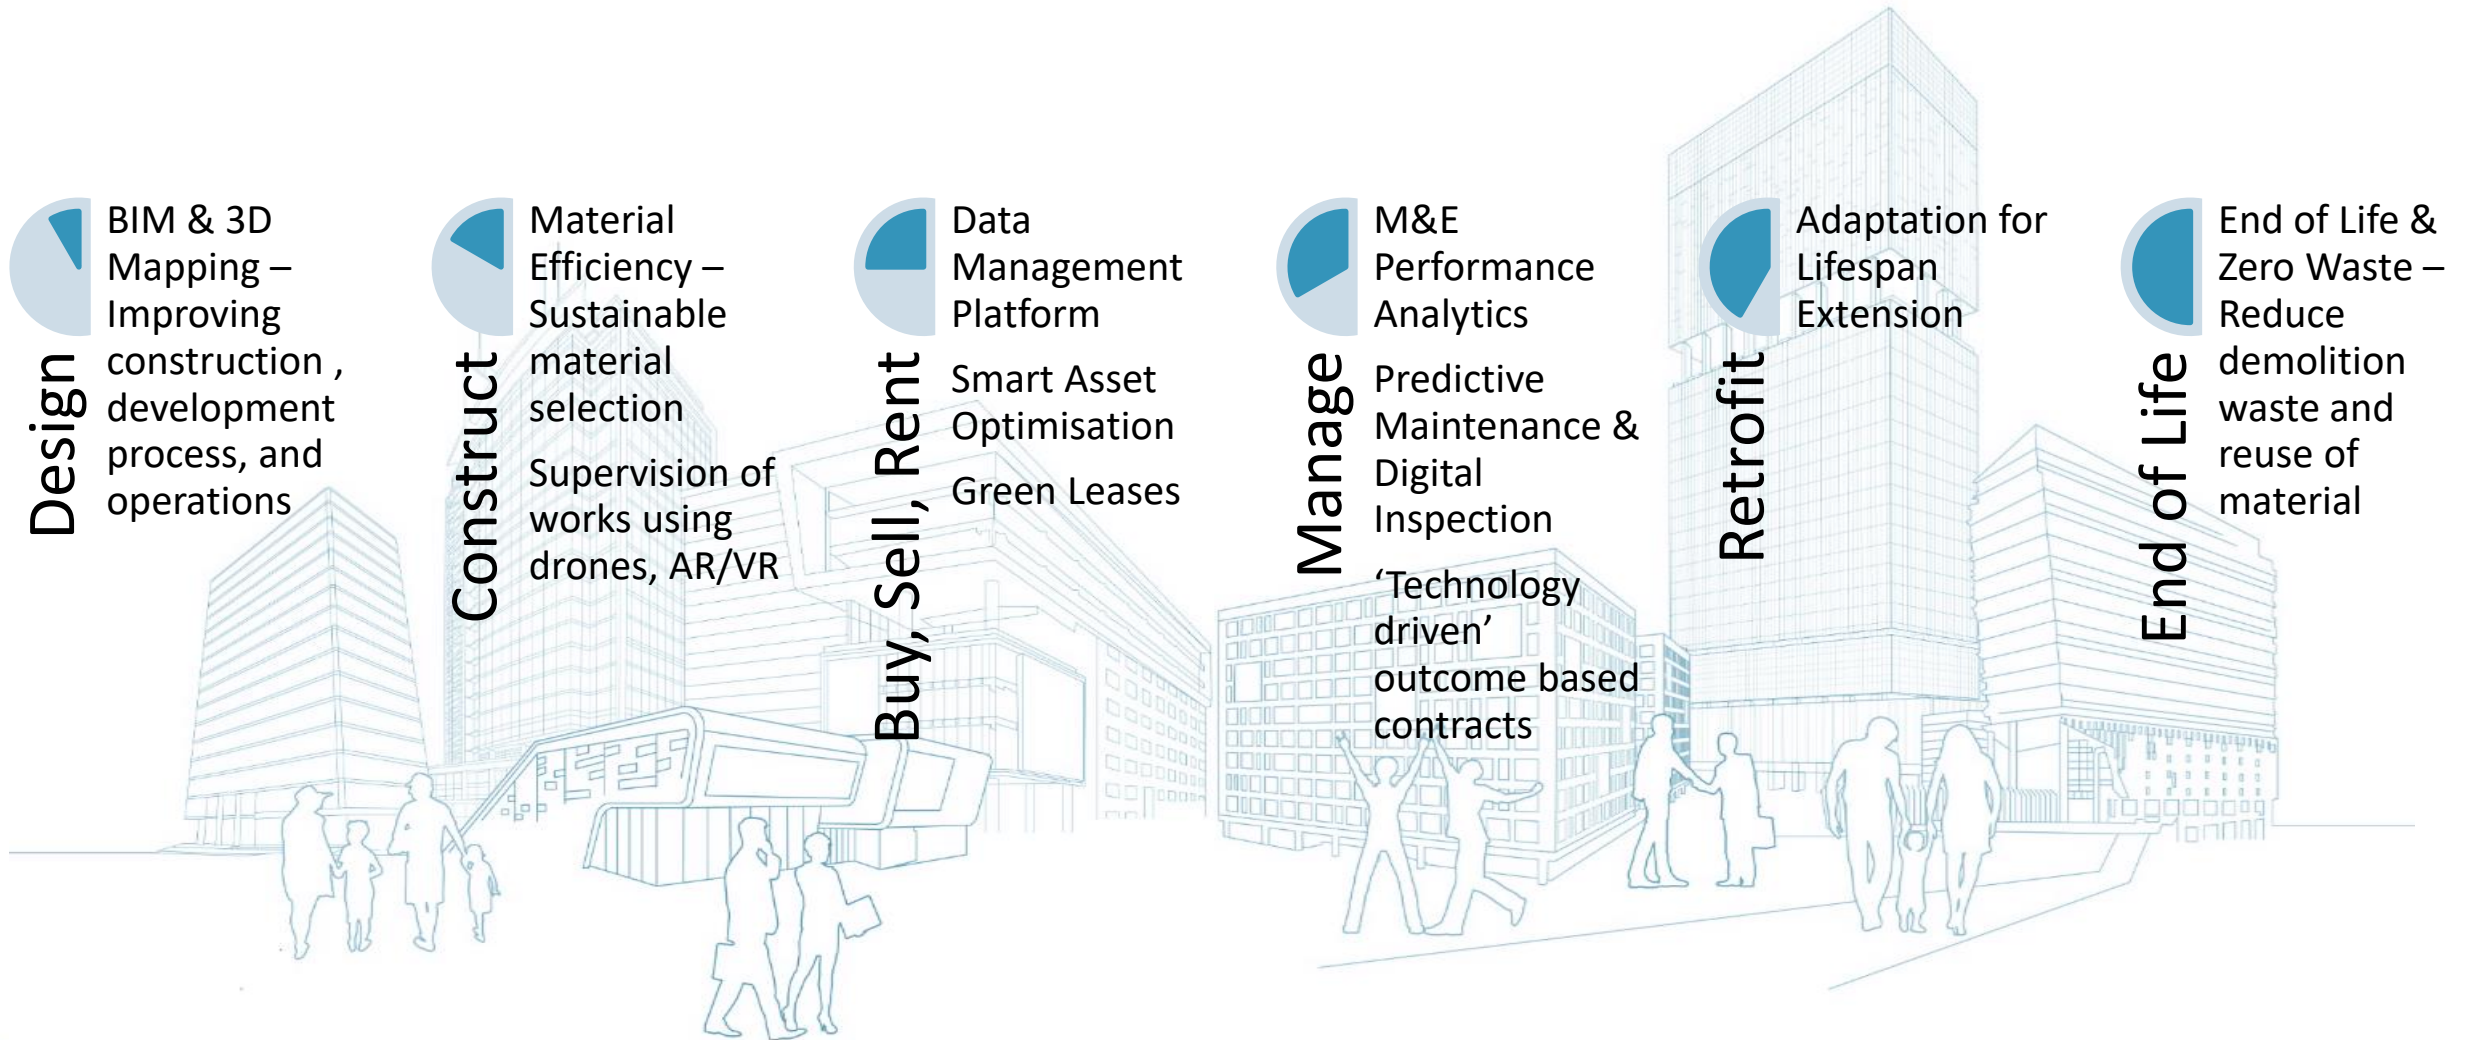 Design
BIM & 3D
Mapping –
Improving
construction ,
development
process, and
operations
Construct
Material
Efficiency –
Sustainable
material
selection
Supervision of
works using
drones, AR/VR
Buy, Sell, Rent
Data
Management
Platform
Smart Asset
Optimisation
Green Leases
Manage
M&E
Performance
Analytics
Predictive
Maintenance &
Digital
Inspection
‘Technology
driven’
outcome based
contracts
Retrofit
Adaptation for
Lifespan
Extension
End of Life
End of Life &
Zero Waste –
Reduce
demolition
waste and
reuse of
material